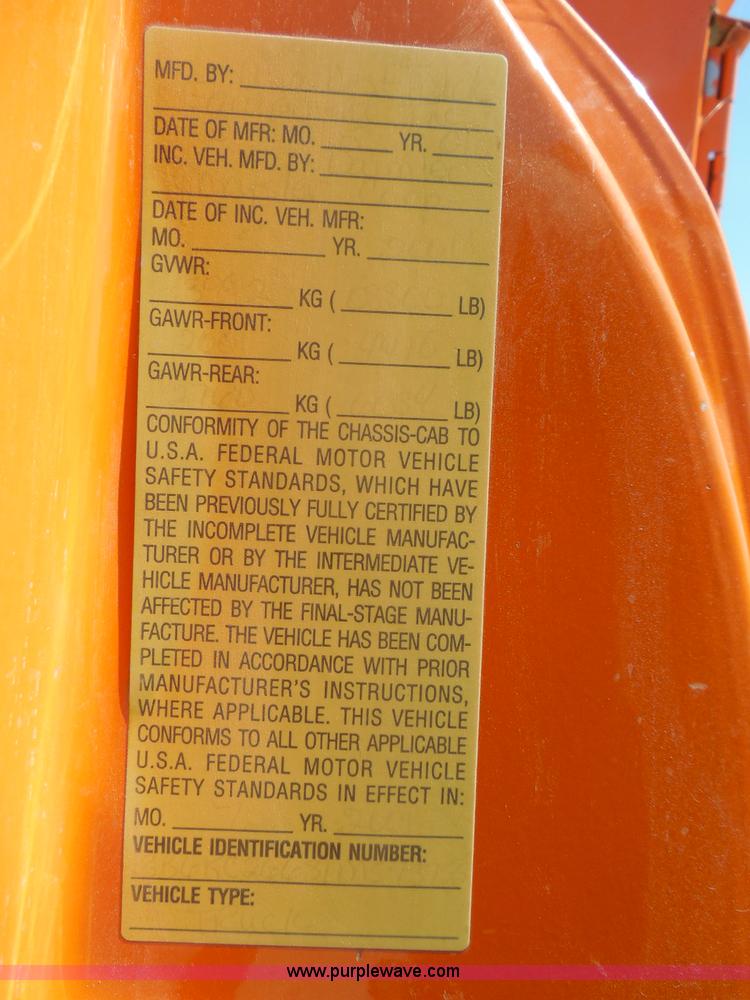 MFD. BY:
DATE OF MFR: MO. YR.
INC. VEH. MFD. BY:
DATE OF INC. VEH. MFR:
MO. YR.
GVWR:
KG ( LB)
GAWR-FRONT:
KG ( LB)
GAWR-REAR:
KG ( LB)
CONFORMITY OF THE CHASSIS-CAB TO
U.S.A. FEDERAL MOTOR VEHICLE
SAFETY STANDARDS, WHICH HAVE
BEEN PREVIOUSLY FULLY CERTIFIED BY
THE INCOMPLETE VEHICLE MANUFAC-
TURER OR BY THE INTERMEDIATE VE-
HICLE MANUFACTURER, HAS NOT BEEN
AFFECTED BY THE FINAL-STAGE MANU-
FACTURE. THE VEHICLE HAS BEEN COM-
PLETED IN ACCORDANCE WITH PRIOR
MANUFACTURER'S INSTRUCTIONS,
WHERE APPLICABLE. THIS VEHICLE
CONFORMS TO ALL OTHER APPLICABLE
U.S.A. FEDERAL MOTOR VEHICLE
SAFETY STANDARDS IN EFFECT IN:
MO. YR.
VEHICLE IDENTIFICATION NUMBER:
VEHICLE TYPE:
www.purplewave.com